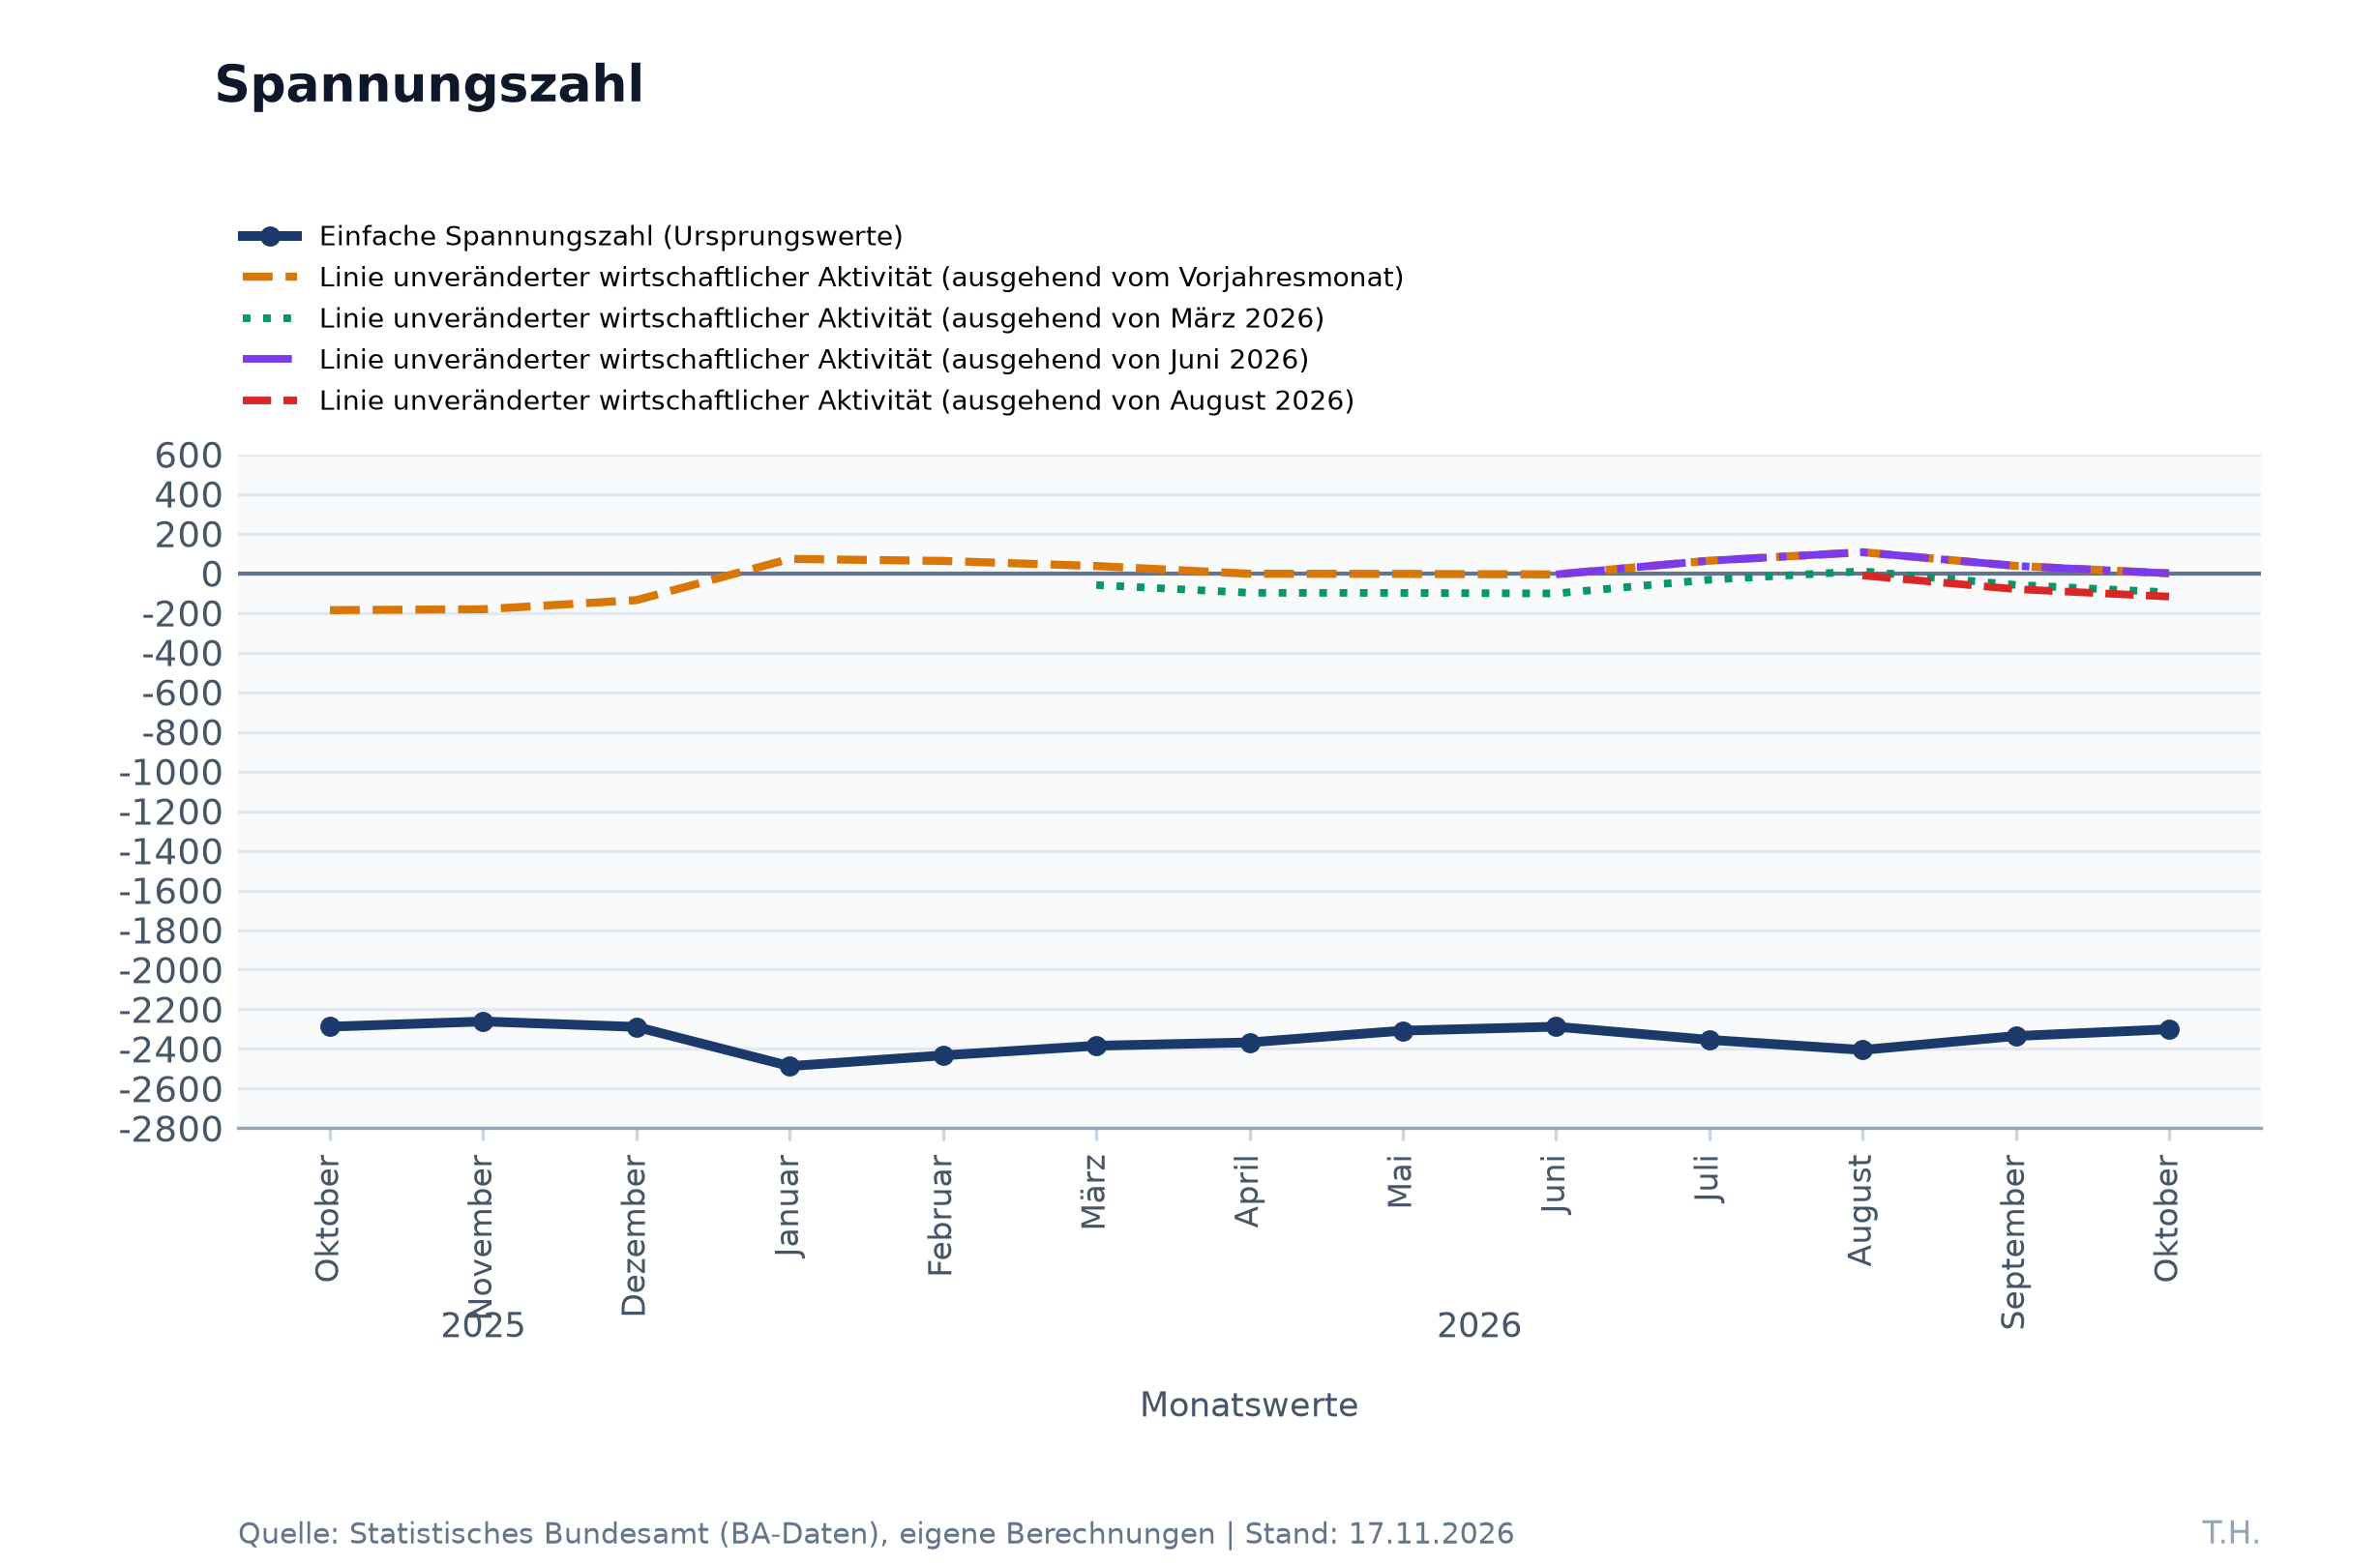 Spannungszahl
Einfache Spannungszahl (Ursprungswerte)
Linie unveränderter wirtschaftlicher Aktivität (ausgehend vom Vorjahresmonat)
Linie unveränderter wirtschaftlicher Aktivität (ausgehend von März 2026)
Linie unveränderter wirtschaftlicher Aktivität (ausgehend von Juni 2026)
Linie unveränderter wirtschaftlicher Aktivität (ausgehend von August 2026)
600
400
200
0
-200
-400
-600
-800
-1000
-1200
-1400
-1600
-1800
-2000
-2200
-2400
-2600
-2800
Oktober
November
Dezember
Januar
Februar
März
April
Mai
Juni
Juli
August
September
Oktober
2025
2026
Monatswerte
Quelle: Statistisches Bundesamt (BA-Daten), eigene Berechnungen | Stand: 17.11.2026
T.H.